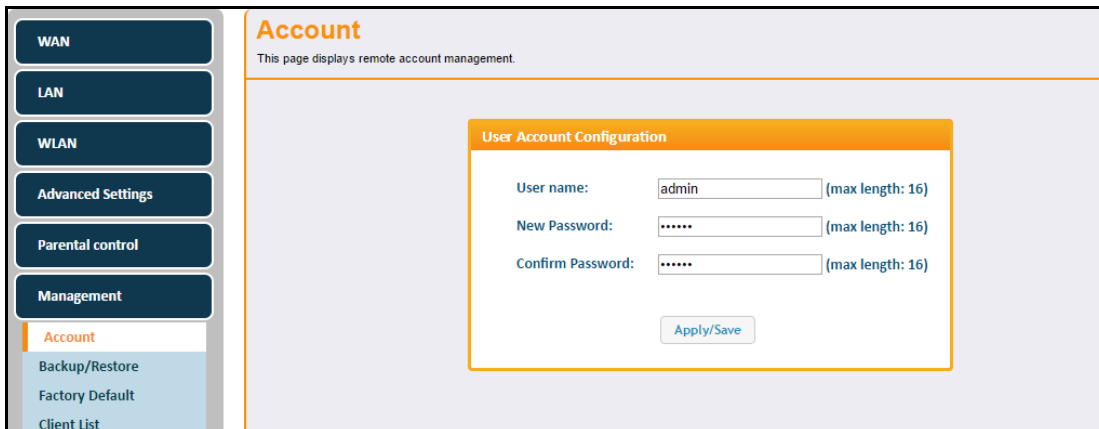 WAN
LAN
WLAN
Advanced Settings
Parental control
Management
Account
Backup/Restore
Factory Default
Client List
Account
This page displays remote account management.
User Account Configuration
User name: admin (max length: 16)
New Password: •••••• (max length: 16)
Confirm Password: •••••• (max length: 16)
Apply/Save